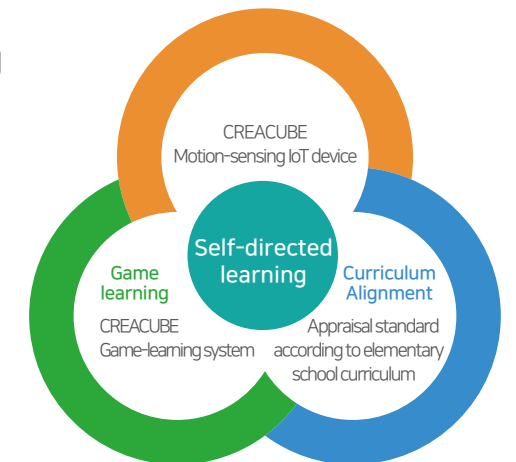 CREACUBE
Motion-sensing IoT device
Self-directed
learning
Game
learning
CREACUBE
Game-learning system
Curriculum
Alignment
Appraisal standard
according to elementary
school curriculum